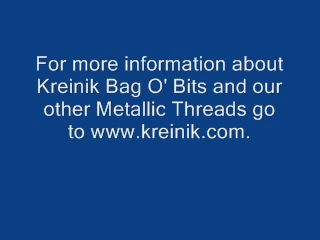 For more information about
Kreinik Bag O' Bits and our
other Metallic Threads go
to www.kreinik.com.